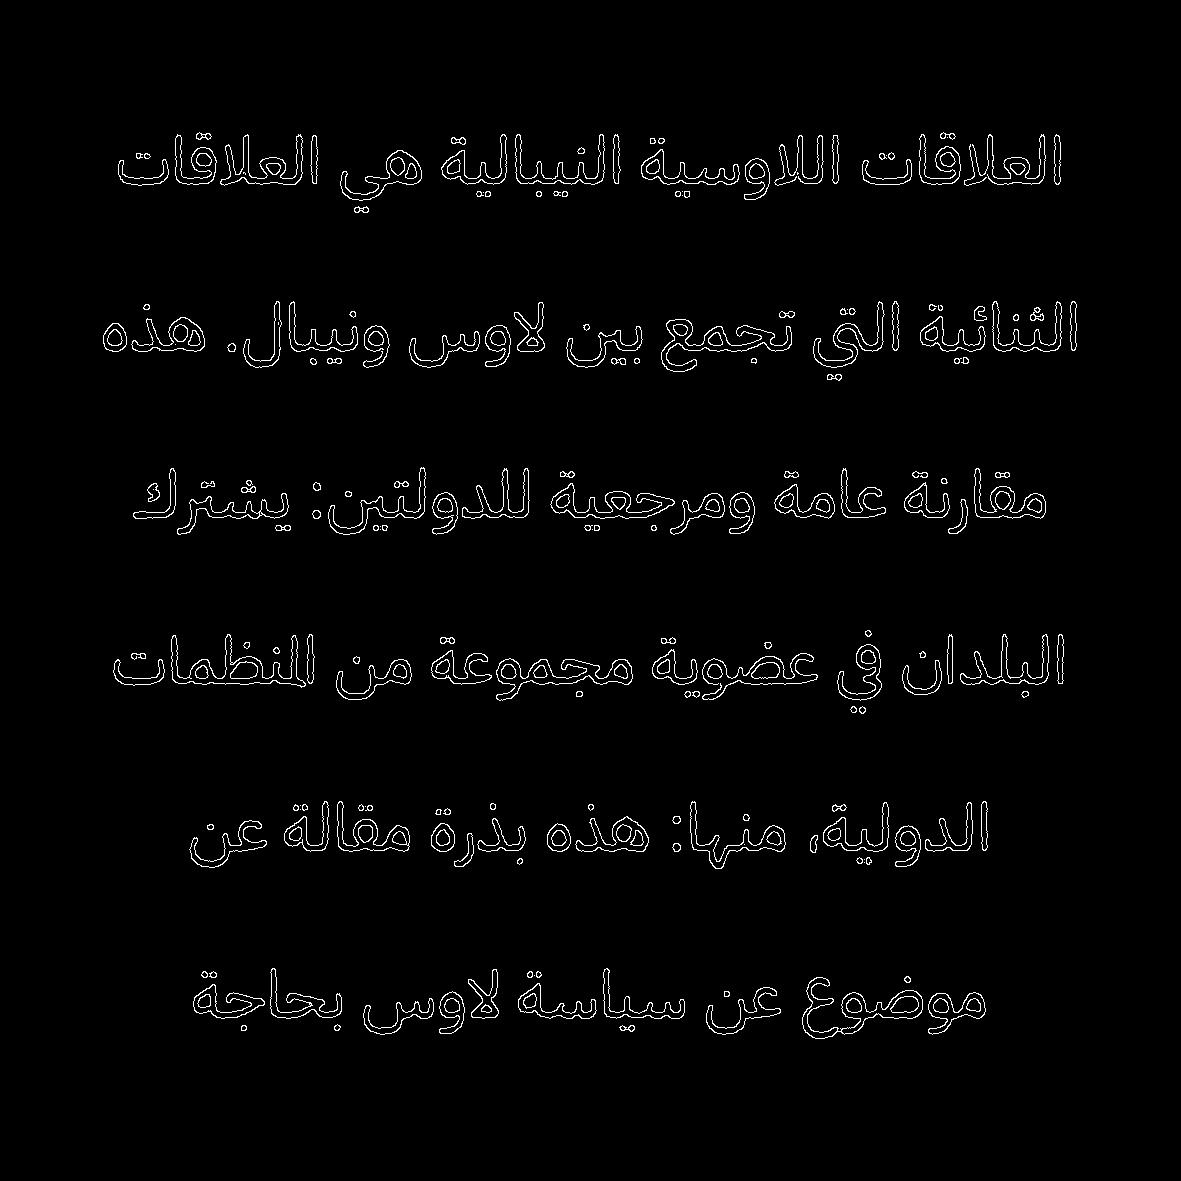 العلاقات اللاوسية النيبالية هي العلاقات
الثنائية التي تجمع بين لاوس ونيبال. هذه
مقارنة عامة ومرجعية للدولتين: يشترك
البلدان في عضوية مجموعة من المنظمات
الدولية، منها: هذه بذرة مقالة عن
موضوع عن سياسة لاوس بحاجة